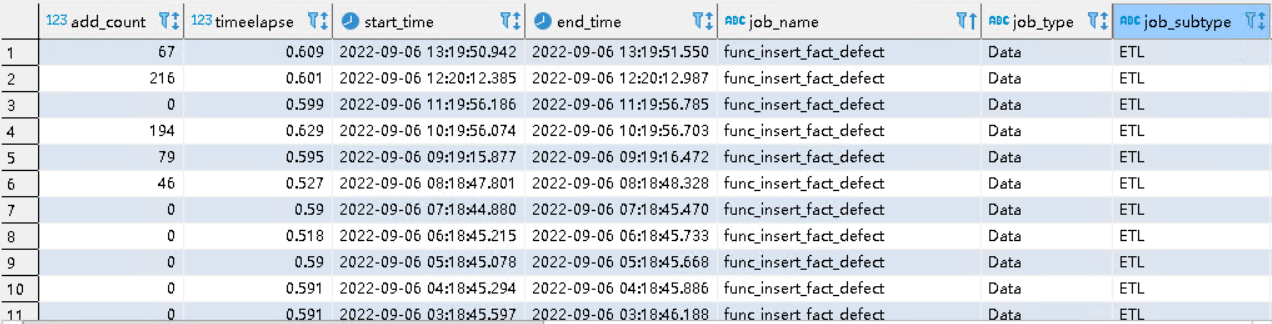 123 add_count 123 timeelapse start_time end_time ABC job_name ABC job_type ABC job_subtype
1 67 0.609 2022-09-06 13:19:50.942 2022-09-06 13:19:51.550 func_insert_fact_defect Data ETL
2 216 0.601 2022-09-06 12:20:12.385 2022-09-06 12:20:12.987 func_insert_fact_defect Data ETL
3 0 0.599 2022-09-06 11:19:56.186 2022-09-06 11:19:56.785 func_insert_fact_defect Data ETL
4 194 0.629 2022-09-06 10:19:56.074 2022-09-06 10:19:56.703 func_insert_fact_defect Data ETL
5 79 0.595 2022-09-06 09:19:15.877 2022-09-06 09:19:16.472 func_insert_fact_defect Data ETL
6 46 0.527 2022-09-06 08:18:47.801 2022-09-06 08:18:48.328 func_insert_fact_defect Data ETL
7 0 0.59 2022-09-06 07:18:44.880 2022-09-06 07:18:45.470 func_insert_fact_defect Data ETL
8 0 0.518 2022-09-06 06:18:45.215 2022-09-06 06:18:45.733 func_insert_fact_defect Data ETL
9 0 0.59 2022-09-06 05:18:45.078 2022-09-06 05:18:45.668 func_insert_fact_defect Data ETL
10 0 0.591 2022-09-06 04:18:45.294 2022-09-06 04:18:45.886 func_insert_fact_defect Data ETL
11 0 0.591 2022-09-06 03:18:45.597 2022-09-06 03:18:46.188 func_insert_fact_defect Data ETL